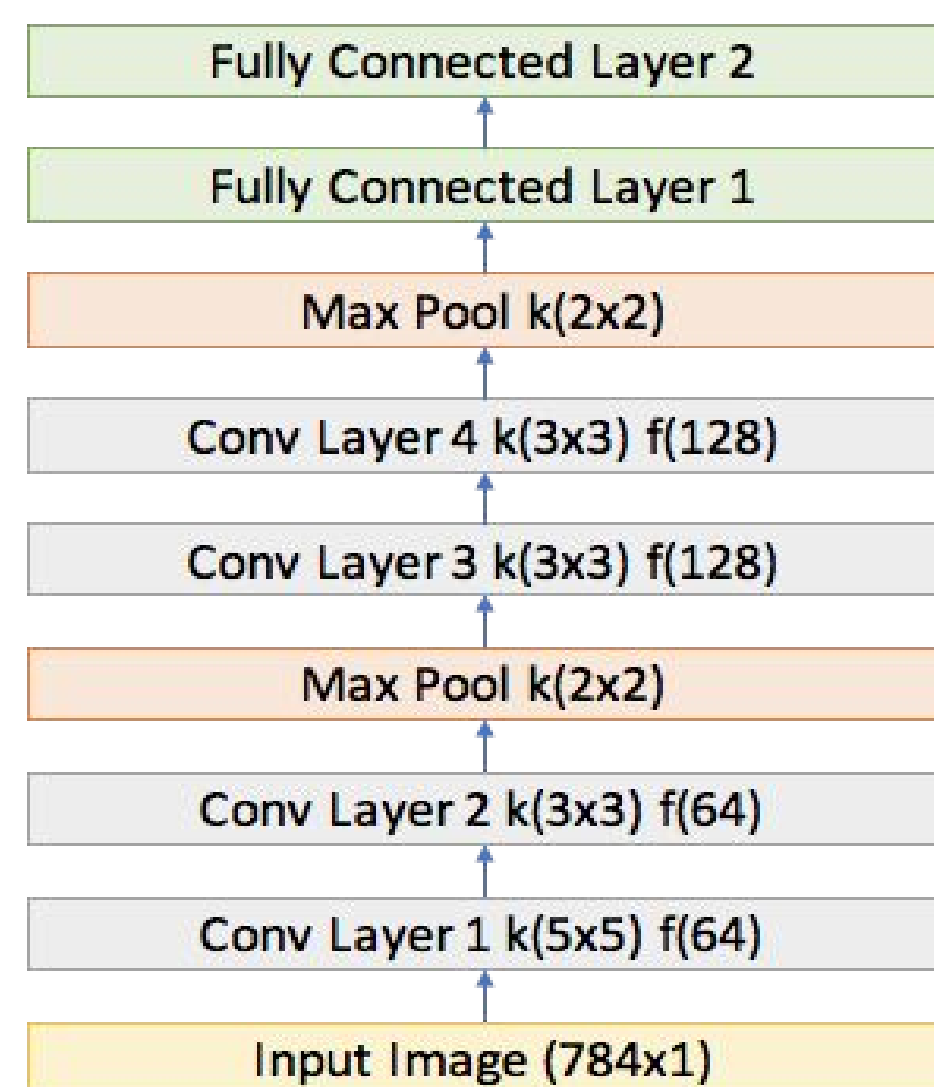 Fully Connected Layer 2
Fully Connected Layer 1
Max Pool k(2x2)
Conv Layer 4 k(3x3) f(128)
Conv Layer 3 k(3x3) f(128)
Max Pool k(2x2)
Conv Layer 2 k(3x3) f(64)
Conv Layer 1 k(5x5) f(64)
Input Image (784x1)